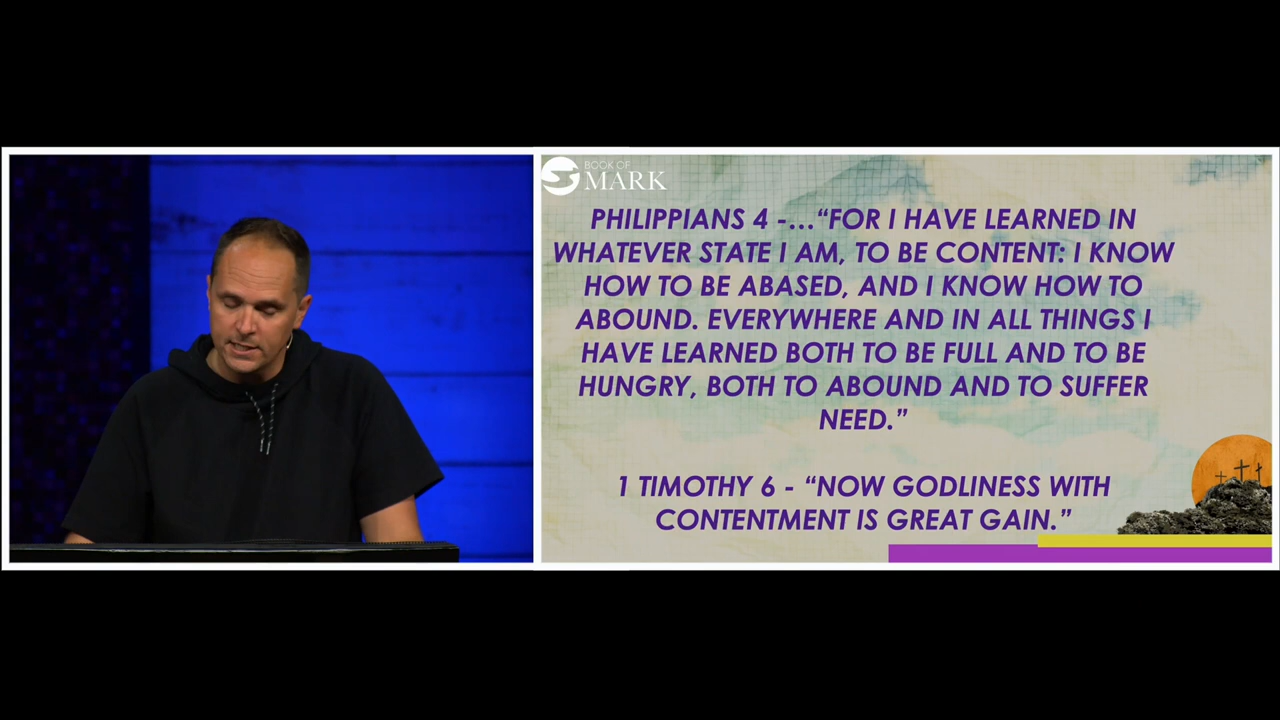 BOOK OF
MARK
PHILIPPIANS 4 -...“FOR I HAVE LEARNED IN
WHATEVER STATE I AM, TO BE CONTENT: I KNOW
HOW TO BE ABASED, AND I KNOW HOW TO
ABOUND. EVERYWHERE AND IN ALL THINGS I
HAVE LEARNED BOTH TO BE FULL AND TO BE
HUNGRY, BOTH TO ABOUND AND TO SUFFER
NEED.”
1 TIMOTHY 6 - “NOW GODLINESS WITH
CONTENTMENT IS GREAT GAIN.”